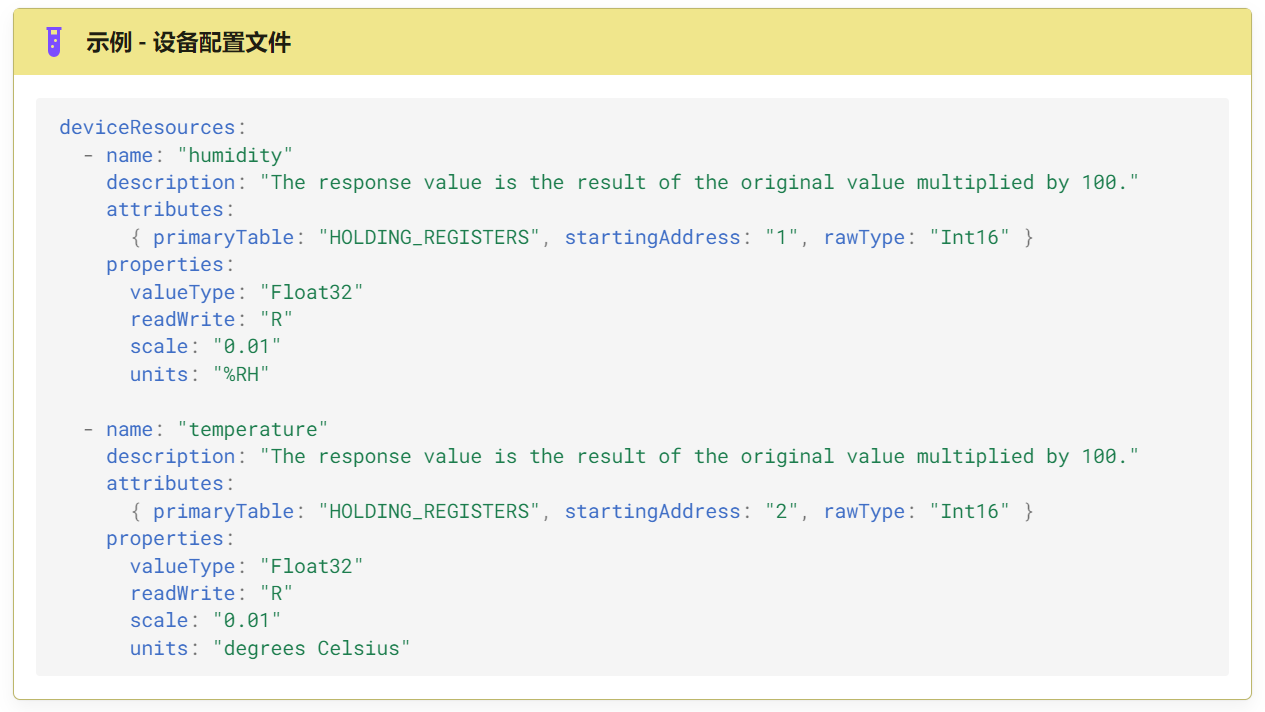 示例 - 设备配置文件
deviceResources:
  - name: "humidity"
    description: "The response value is the result of the original value multiplied by 100."
    attributes:
      { primaryTable: "HOLDING_REGISTERS", startingAddress: "1", rawType: "Int16" }
    properties:
      valueType: "Float32"
      readWrite: "R"
      scale: "0.01"
      units: "%RH"

  - name: "temperature"
    description: "The response value is the result of the original value multiplied by 100."
    attributes:
      { primaryTable: "HOLDING_REGISTERS", startingAddress: "2", rawType: "Int16" }
    properties:
      valueType: "Float32"
      readWrite: "R"
      scale: "0.01"
      units: "degrees Celsius"